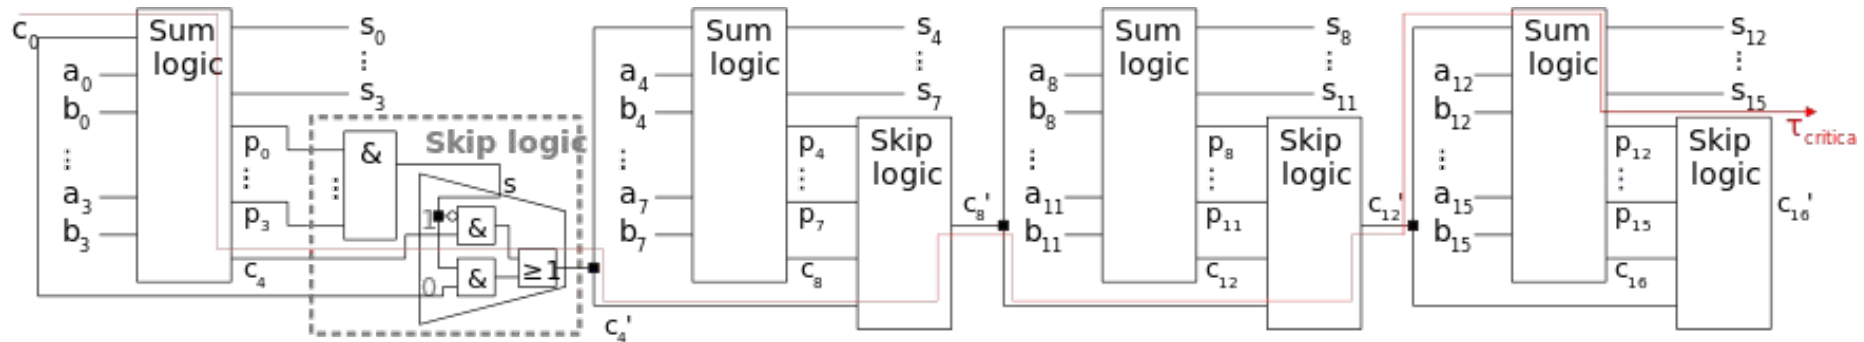 c0
Sum logic
a0
b0
⋮
a3
b3
s0
⋮
s3
p0
⋮
p3
c4
Skip logic
&
⋮
s
1
&
0
&
≥1
c4'
Sum logic
a4
b4
⋮
a7
b7
s4
⋮
s7
p4
⋮
p7
c8
Skip logic
c8'
Sum logic
a8
b8
⋮
a11
b11
s8
⋮
s11
p8
⋮
p11
c12
Skip logic
c12'
Sum logic
a12
b12
⋮
a15
b15
s12
⋮
s15
τcritica
p12
⋮
p15
c16
Skip logic
c16'